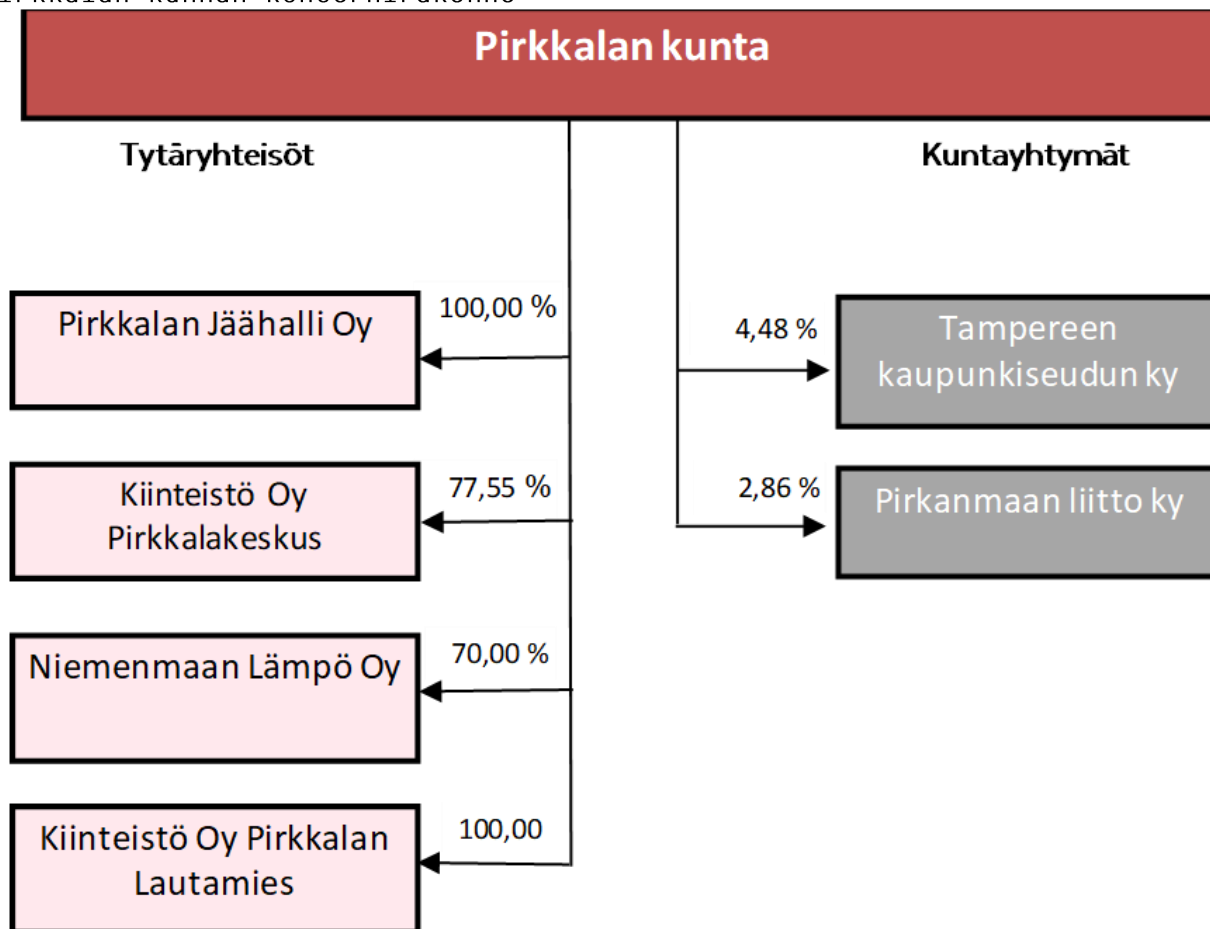 Pirkkalan kunta
Tytäryhteisöt
Kuntayhtymät
Pirkkalan Jäähalli Oy
100,00 %
4,48 %
Tampereen
kaupunkiseudun ky
Kiinteistö Oy
Pirkkalakeskus
77,55 %
2,86 %
Pirkanmaan liitto ky
Niemenmaan Lämpö Oy
70,00 %
Kiinteistö Oy Pirkkalan
Lautamies
100,00